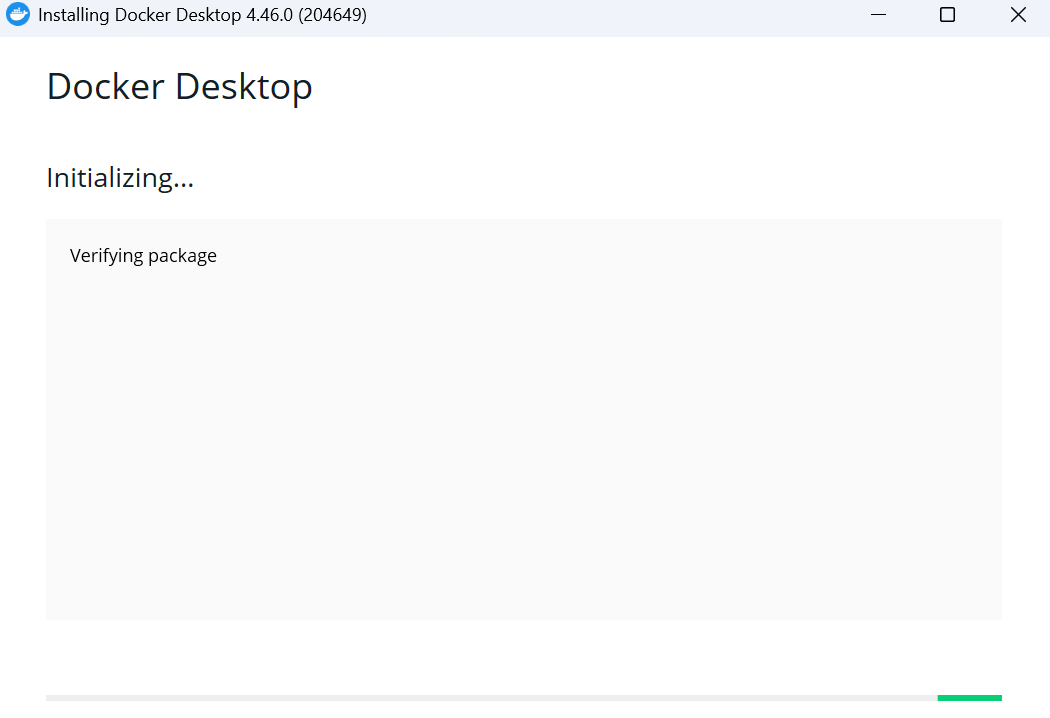 Installing Docker Desktop 4.46.0 (204649)
Docker Desktop
Initializing...
Verifying package